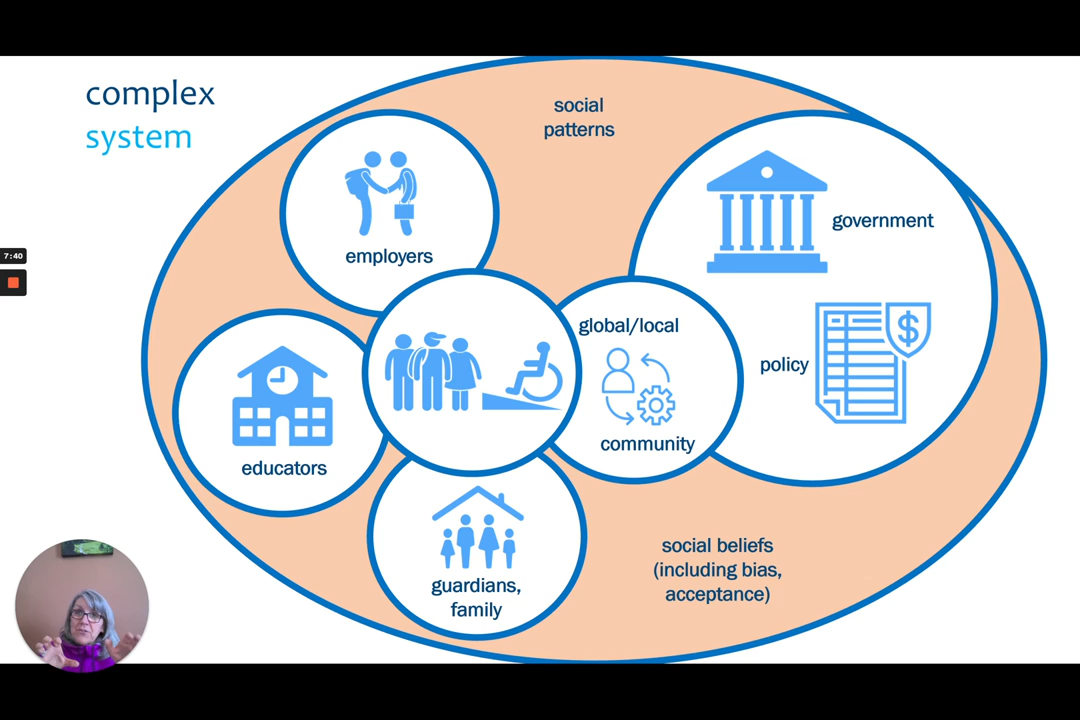 complex
system
social
patterns
7:40
employers
government
global/local
policy
$
community
educators
guardians,
family
social beliefs
(including bias,
acceptance)